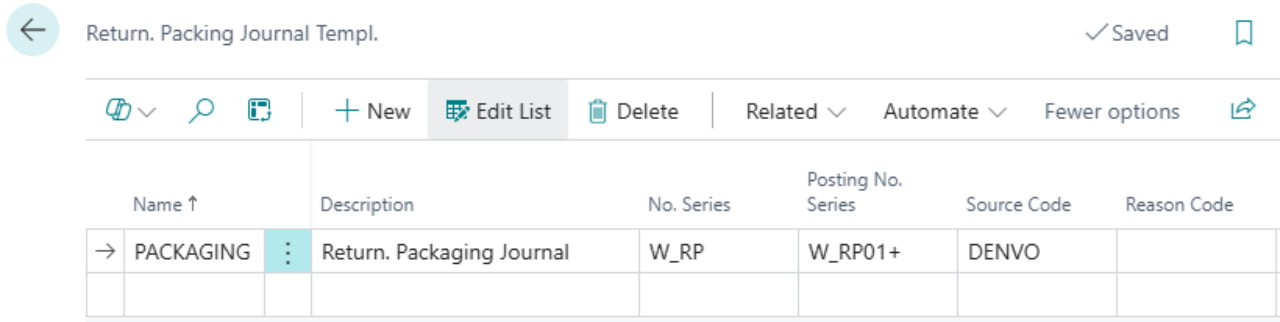 Return. Packing Journal Templ.
Saved
New
Edit List
Delete
Related
Automate
Fewer options
Name ↑
Description
No. Series
Posting No.
Series
Source Code
Reason Code
PACKAGING
Return. Packaging Journal
W_RP
W_RP01+
DENVO